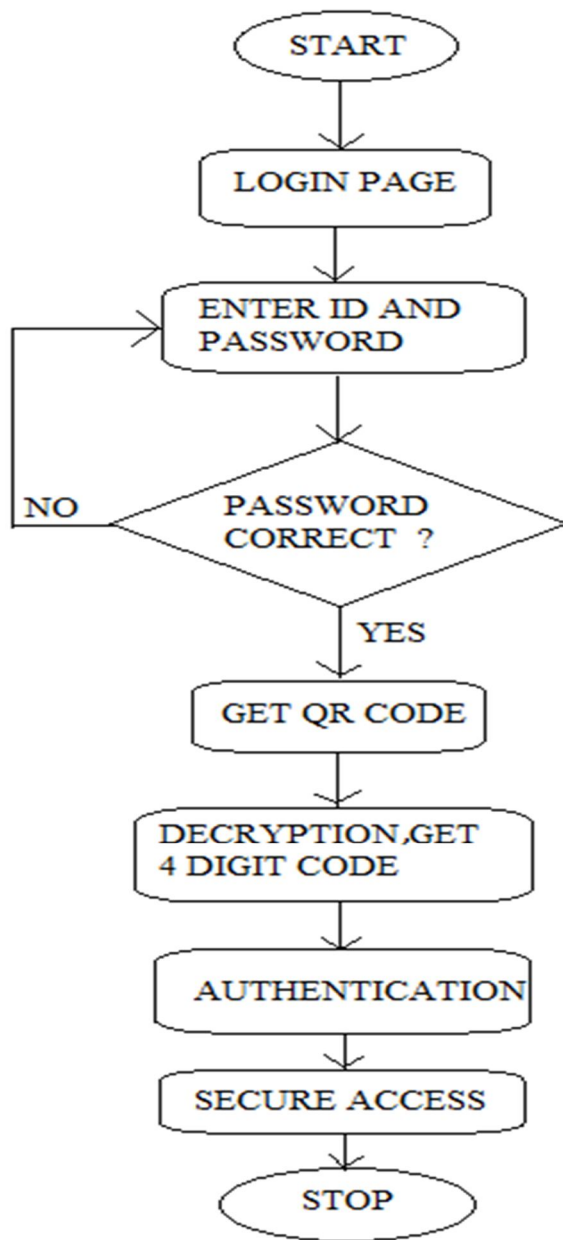 START
LOGIN PAGE
ENTER ID AND
PASSWORD
PASSWORD
CORRECT ?
NO
YES
GET QR CODE
DECRYPTION,GET
4 DIGIT CODE
AUTHENTICATION
SECURE ACCESS
STOP